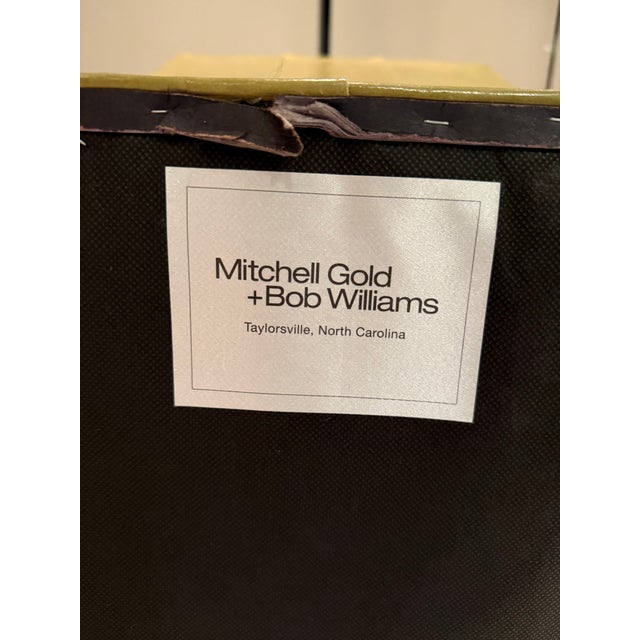 Mitchell Gold
+Bob Williams
Taylorsville, North Carolina